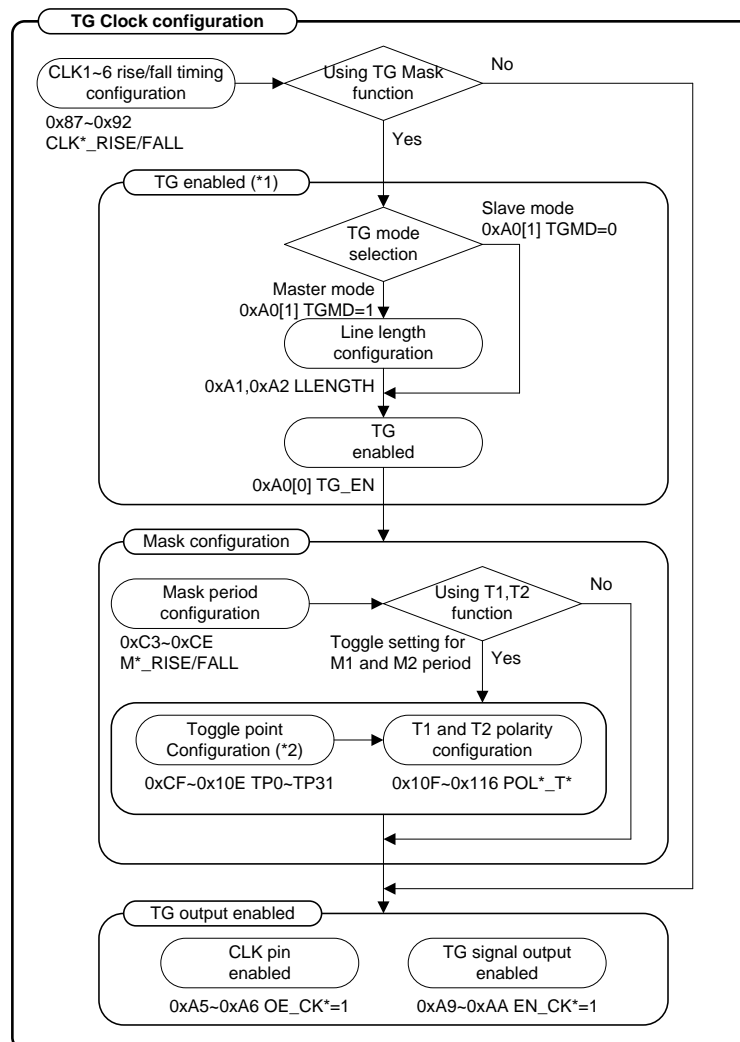 TG Clock configuration
CLK1~6 rise/fall timing
configuration
0x87~0x92
CLK*_RISE/FALL
Using TG Mask
function
No
Yes
TG enabled (*1)
TG mode
selection
Slave mode
0xA0[1] TGMD=0
Master mode
0xA0[1] TGMD=1
Line length
configuration
0xA1,0xA2 LLENGTH
TG
enabled
0xA0[0] TG_EN
Mask configuration
Mask period
configuration
0xC3~0xCE
M*_RISE/FALL
Using T1,T2
function
No
Toggle setting for
M1 and M2 period
Yes
Toggle point
Configuration (*2)
0xCF~0x10E TP0~TP31
T1 and T2 polarity
configuration
0x10F~0x116 POL*_T*
TG output enabled
CLK pin
enabled
0xA5~0xA6 OE_CK*=1
TG signal output
enabled
0xA9~0xAA EN_CK*=1